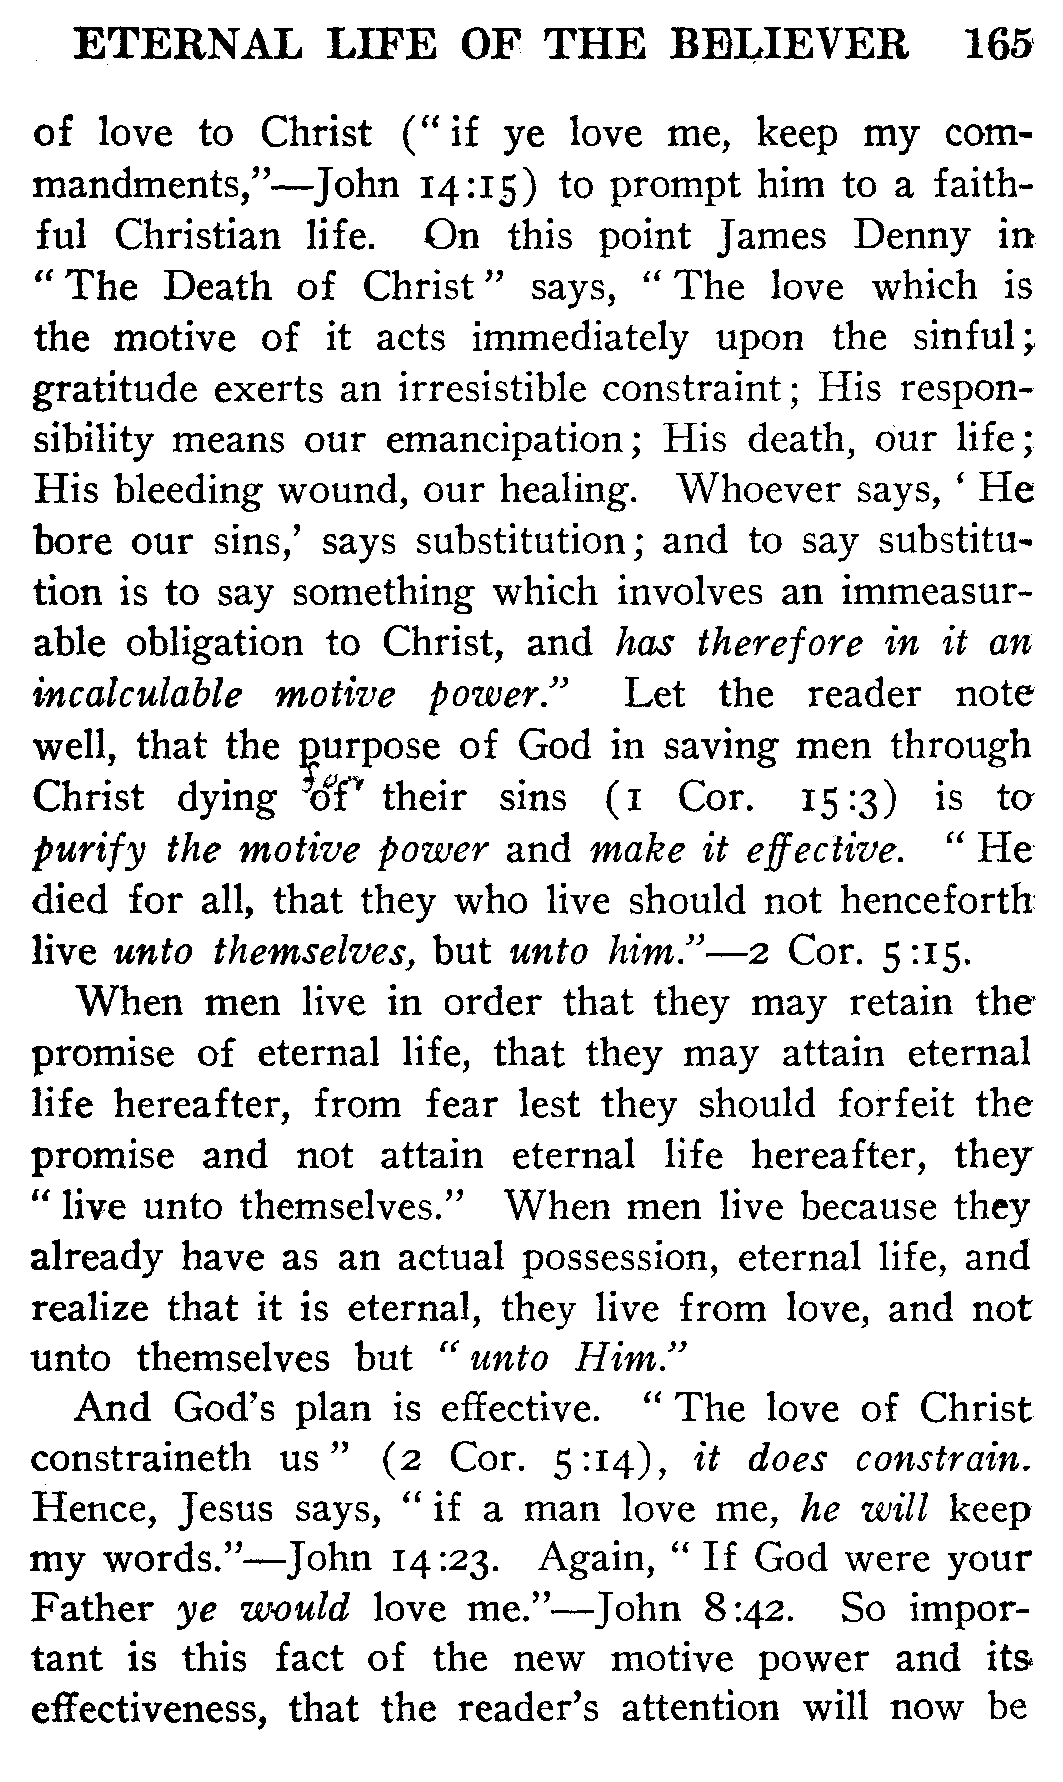 ETERNAL LIFE OF THE BELIEVER 165
of love to Christ (“if ye love me, keep my com-
mandments,”—John 14:15) to prompt him to a faith-
ful Christian life. On this point James Denny in
“The Death of Christ” says, “The love which is
the motive of it acts immediately upon the sinful;
gratitude exerts an irresistible constraint; His respon-
sibility means our emancipation; His death, our life;
His bleeding wound, our healing. Whoever says, ‘He
bore our sins,’ says substitution; and to say substitu-
tion is to say something which involves an immeasur-
able obligation to Christ, and has therefore in it an
incalculable motive power.” Let the reader note
well, that the purpose of God in saving men through
for
Christ dying of their sins (1 Cor. 15:3) is to
purify the motive power and make it effective. “He
died for all, that they who live should not henceforth
live unto themselves, but unto him.”—2 Cor. 5:15.
When men live in order that they may retain the
promise of eternal life, that they may attain eternal
life hereafter, from fear lest they should forfeit the
promise and not attain eternal life hereafter, they
“live unto themselves.” When men live because they
already have as an actual possession, eternal life, and
realize that it is eternal, they live from love, and not
unto themselves but “unto Him.”
And God’s plan is effective. “The love of Christ
constraineth us” (2 Cor. 5:14), it does constrain.
Hence, Jesus says, “if a man love me, he will keep
my words.”—John 14:23. Again, “If God were your
Father ye would love me.”—John 8:42. So impor-
tant is this fact of the new motive power and its
effectiveness, that the reader’s attention will now be